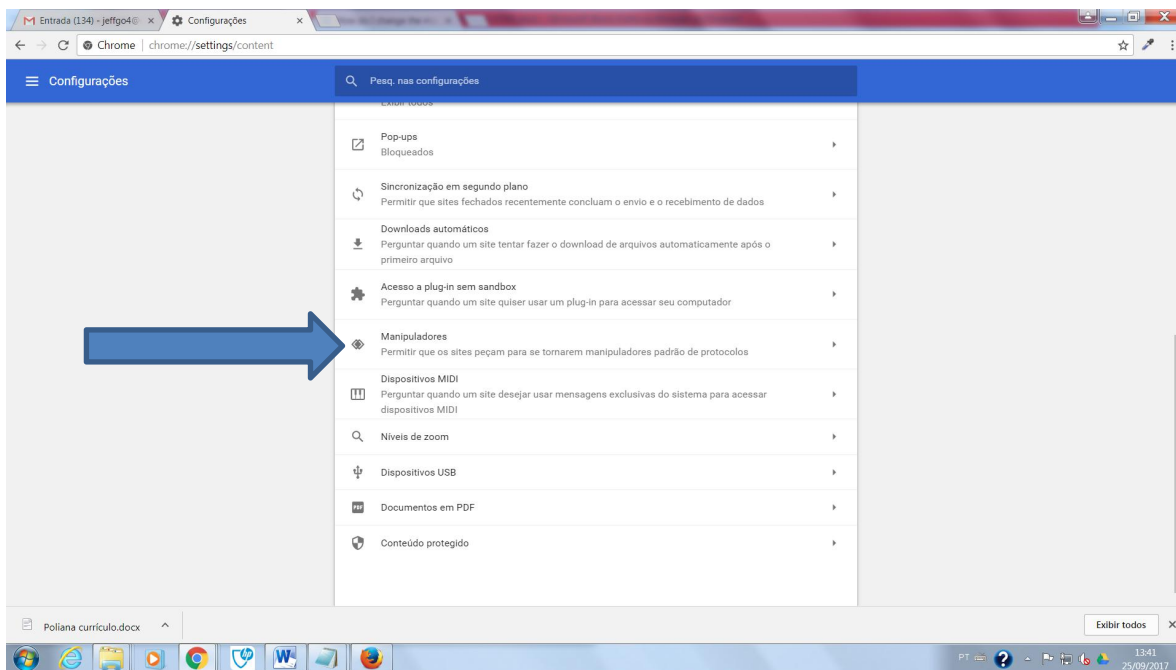 Entrada (134) - jeffgo4@
Configurações
Chrome | chrome://settings/content
Configurações
Pesq. nas configurações
Exibir todos
Pop-ups
Bloqueados
Sincronização em segundo plano
Permitir que sites fechados recentemente concluam o envio e o recebimento de dados
Downloads automáticos
Perguntar quando um site tentar fazer o download de arquivos automaticamente após o
primeiro arquivo
Acesso a plug-in sem sandbox
Perguntar quando um site quiser usar um plug-in para acessar seu computador
Manipuladores
Permitir que os sites peçam para se tornarem manipuladores padrão de protocolos
Dispositivos MIDI
Perguntar quando um site desejar usar mensagens exclusivas do sistema para acessar
dispositivos MIDI
Níveis de zoom
Dispositivos USB
PDF Documentos em PDF
Conteúdo protegido
Poliana currículo.docx
Exibir todos
PT
13:41
25/09/2017